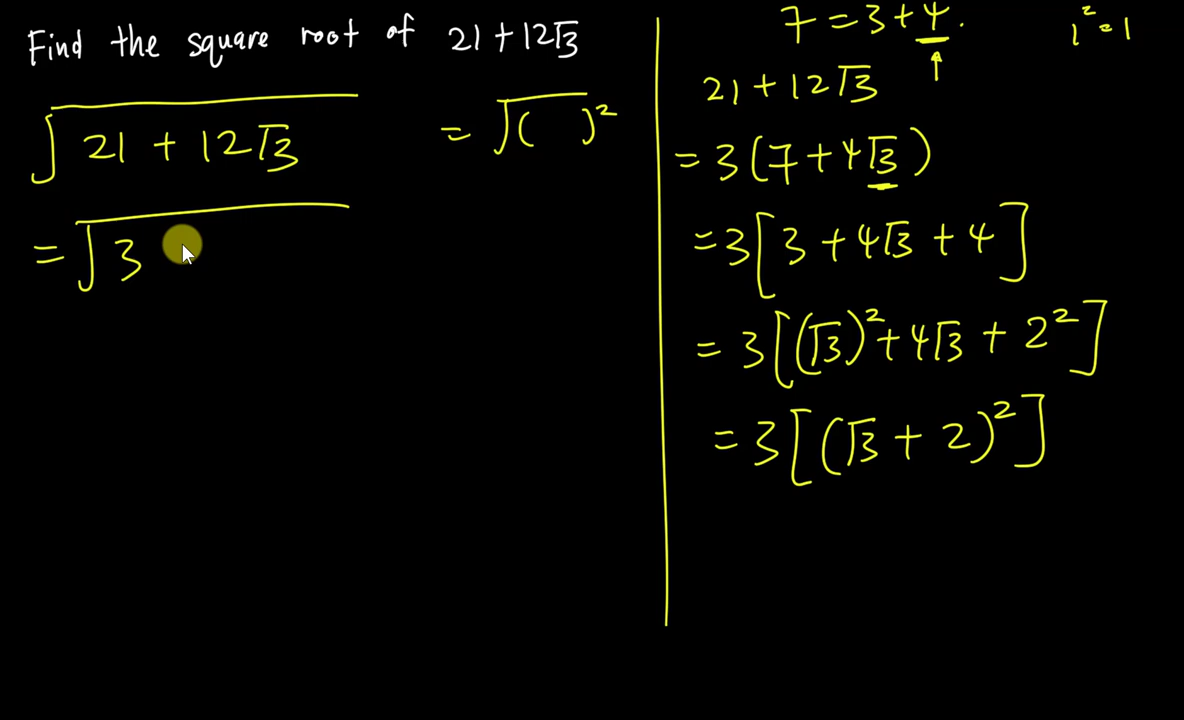 Find the square root of 21 + 12√3
√(21 + 12√3) = √( )²
= √3
7 = 3 + 4.
↑
1² = 1
21 + 12√3
= 3(7 + 4√3)
= 3[3 + 4√3 + 4]
= 3[(√3)² + 4√3 + 2²]
= 3[(√3 + 2)²]